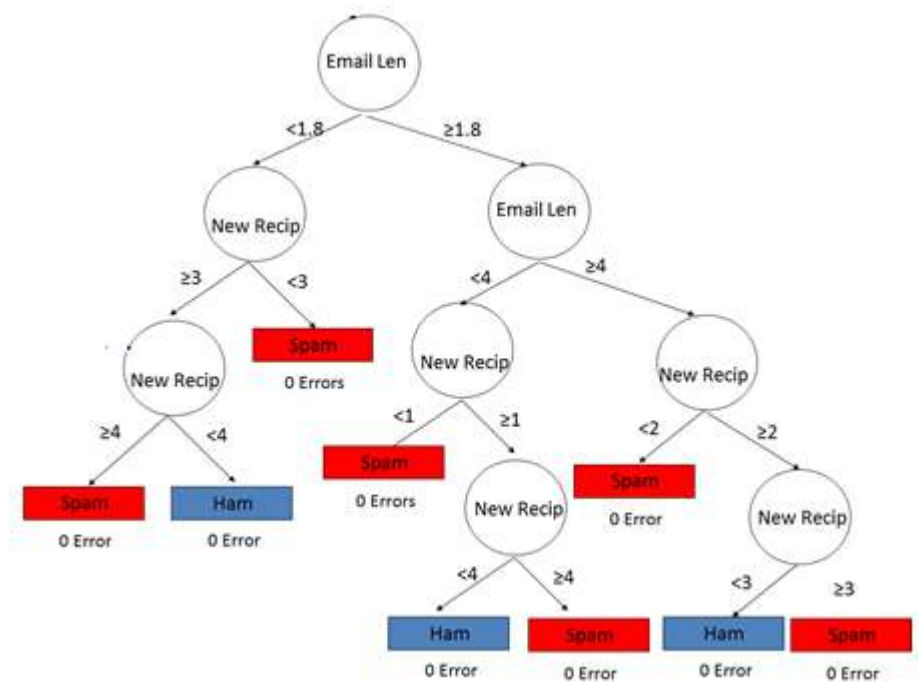 Email Len
<1.8
≥1.8
New Recip
Email Len
≥3
<3
<4
≥4
New Recip
Spam
0 Errors
New Recip
New Recip
≥4
<4
<1
≥1
<2
≥2
Spam
0 Error
Ham
0 Error
Spam
0 Errors
New Recip
Spam
0 Error
New Recip
<4
≥4
<3
≥3
Ham
0 Error
Spam
0 Error
Ham
0 Error
Spam
0 Error